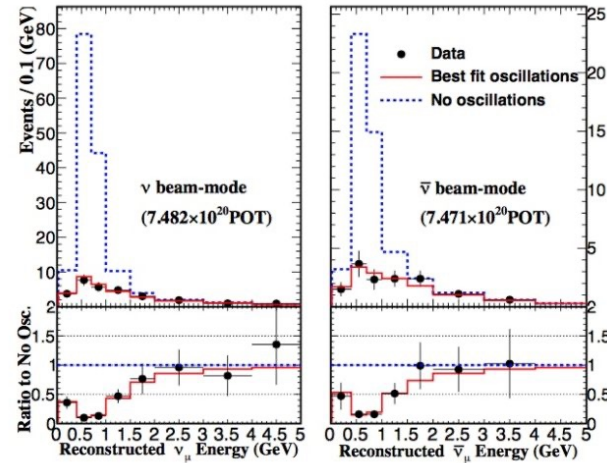 Events / 0.1 (GeV)
80
70
60
50
40
30
20
10
ν beam-mode
(7.482×10²⁰POT)
Ratio to No Osc.
2
1.5
1
0.5
0
0 0.5 1 1.5 2 2.5 3 3.5 4 4.5 5
Reconstructed νμ Energy (GeV)
25
20
15
10
5
Data
Best fit oscillations
No oscillations
ν̅ beam-mode
(7.471×10²⁰POT)
2
1.5
1
0.5
0
0 0.5 1 1.5 2 2.5 3 3.5 4 4.5 5
Reconstructed ν̅μ Energy (GeV)